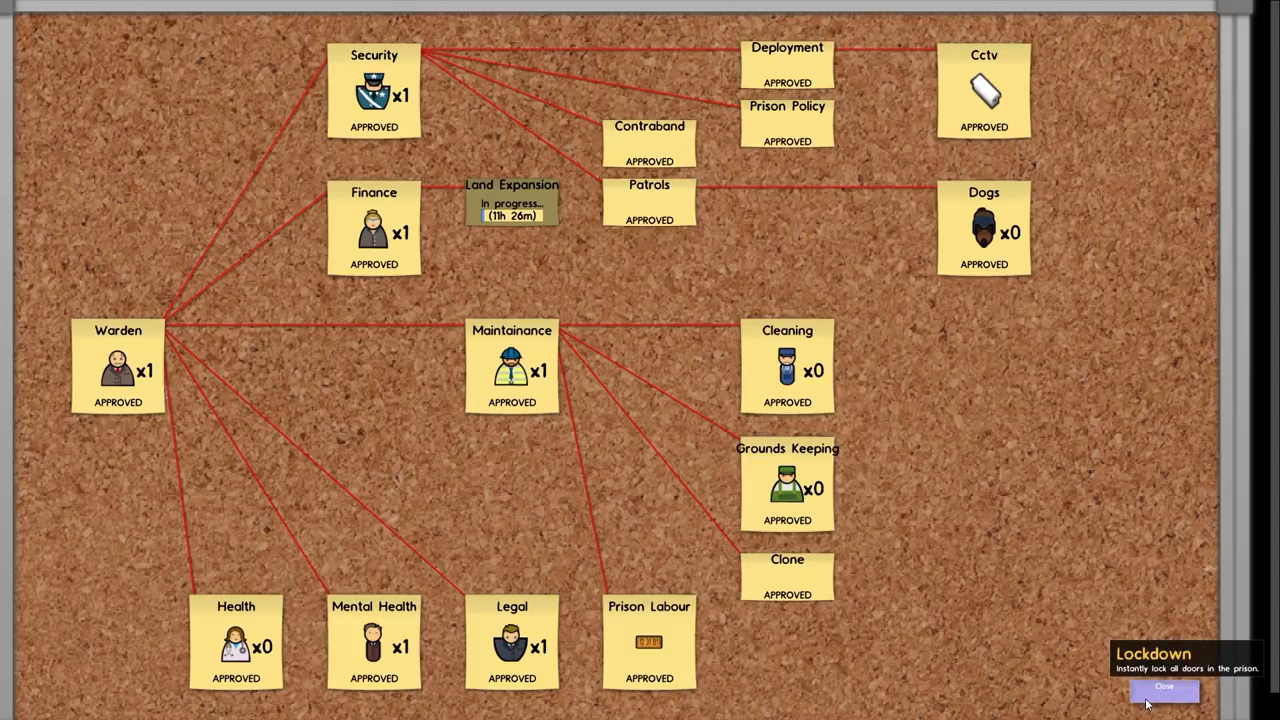 Security
x1
APPROVED
Deployment
APPROVED
Cctv
APPROVED
Prison Policy
APPROVED
Contraband
APPROVED
Finance
x1
APPROVED
Land Expansion
In progress...
(11h 26m)
Patrols
APPROVED
Dogs
x0
APPROVED
Warden
x1
APPROVED
Maintainance
x1
APPROVED
Cleaning
x0
APPROVED
Grounds Keeping
x0
APPROVED
Clone
APPROVED
Health
x0
APPROVED
Mental Health
x1
APPROVED
Legal
x1
APPROVED
Prison Labour
APPROVED
Lockdown
Instantly lock all doors in the prison.
Close